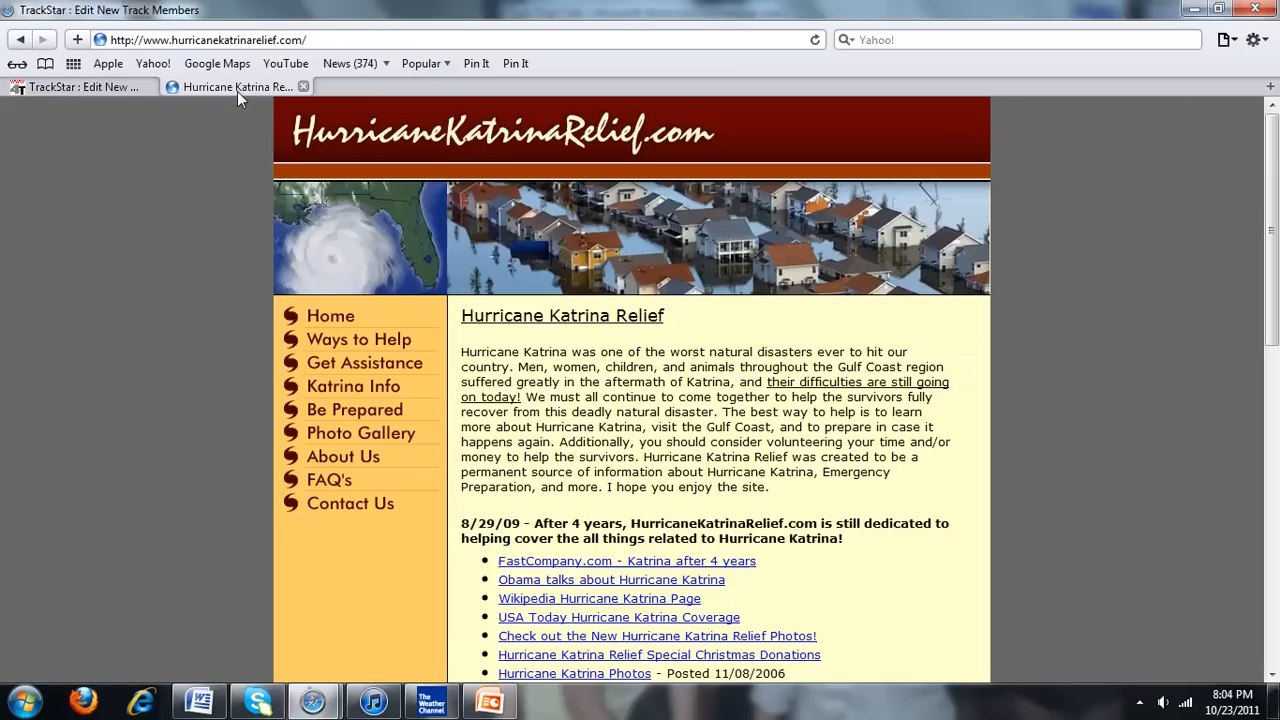 TrackStar : Edit New Track Members
http://www.hurricanekatrinarelief.com/
Yahoo!
Apple Yahoo! Google Maps YouTube News (374) Popular Pin It Pin It
TrackStar : Edit New ... Hurricane Katrina Re...
HurricaneKatrinaRelief.com
Home
Ways to Help
Get Assistance
Katrina Info
Be Prepared
Photo Gallery
About Us
FAQ's
Contact Us
Hurricane Katrina Relief
Hurricane Katrina was one of the worst natural disasters ever to hit our
country. Men, women, children, and animals throughout the Gulf Coast region
suffered greatly in the aftermath of Katrina, and their difficulties are still going
on today! We must all continue to come together to help the survivors fully
recover from this deadly natural disaster. The best way to help is to learn
more about Hurricane Katrina, visit the Gulf Coast, and to prepare in case it
happens again. Additionally, you should consider volunteering your time and/or
money to help the survivors. Hurricane Katrina Relief was created to be a
permanent source of information about Hurricane Katrina, Emergency
Preparation, and more. I hope you enjoy the site.
8/29/09 - After 4 years, HurricaneKatrinaRelief.com is still dedicated to
helping cover the all things related to Hurricane Katrina!
FastCompany.com - Katrina after 4 years
Obama talks about Hurricane Katrina
Wikipedia Hurricane Katrina Page
USA Today Hurricane Katrina Coverage
Check out the New Hurricane Katrina Relief Photos!
Hurricane Katrina Relief Special Christmas Donations
Hurricane Katrina Photos - Posted 11/08/2006
The Weather Channel
8:04 PM
10/23/2011